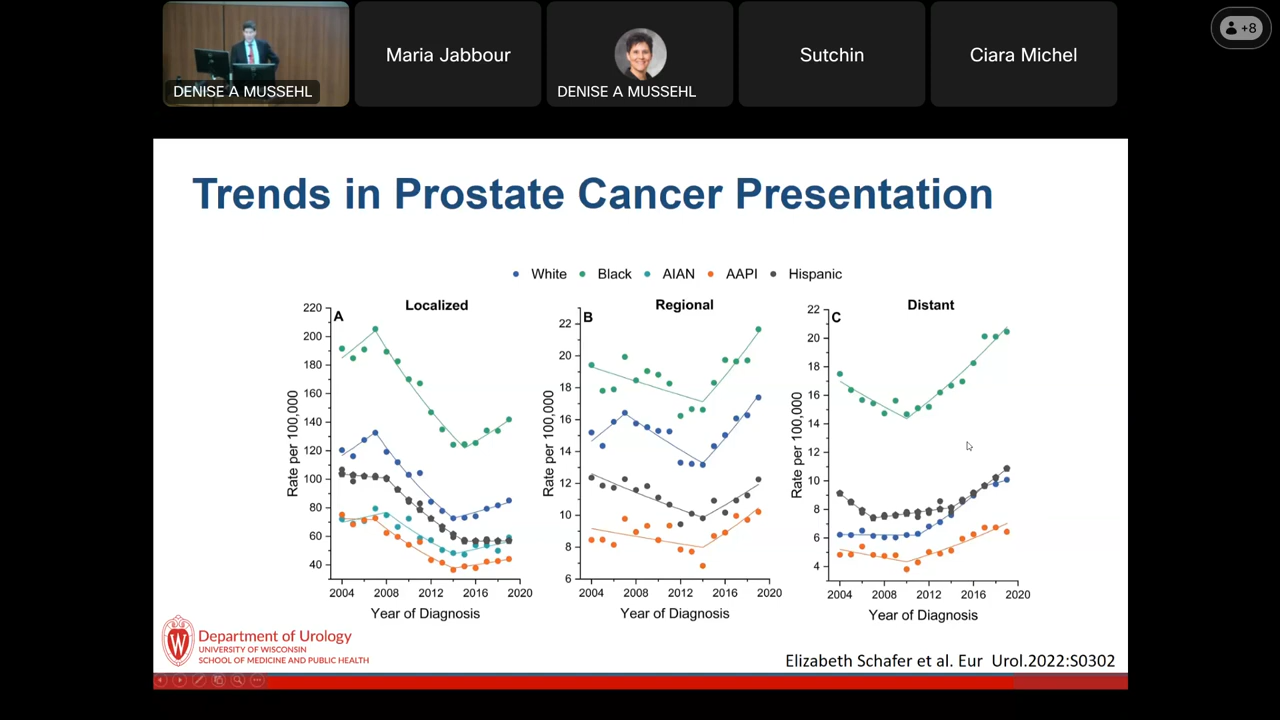 DENISE A MUSSEHL
Maria Jabbour
DENISE A MUSSEHL
Sutchin
Ciara Michel
+8
Trends in Prostate Cancer Presentation
White Black AIAN AAPI Hispanic
A Localized
220
200
180
160
140
120
100
80
60
40
Rate per 100,000
2004 2008 2012 2016 2020
Year of Diagnosis
B Regional
22
20
18
16
14
12
10
8
6
Rate per 100,000
2004 2008 2012 2016 2020
Year of Diagnosis
C Distant
22
20
18
16
14
12
10
8
6
4
Rate per 100,000
2004 2008 2012 2016 2020
Year of Diagnosis
W
Department of Urology
UNIVERSITY OF WISCONSIN
SCHOOL OF MEDICINE AND PUBLIC HEALTH
Elizabeth Schafer et al. Eur Urol.2022:S0302